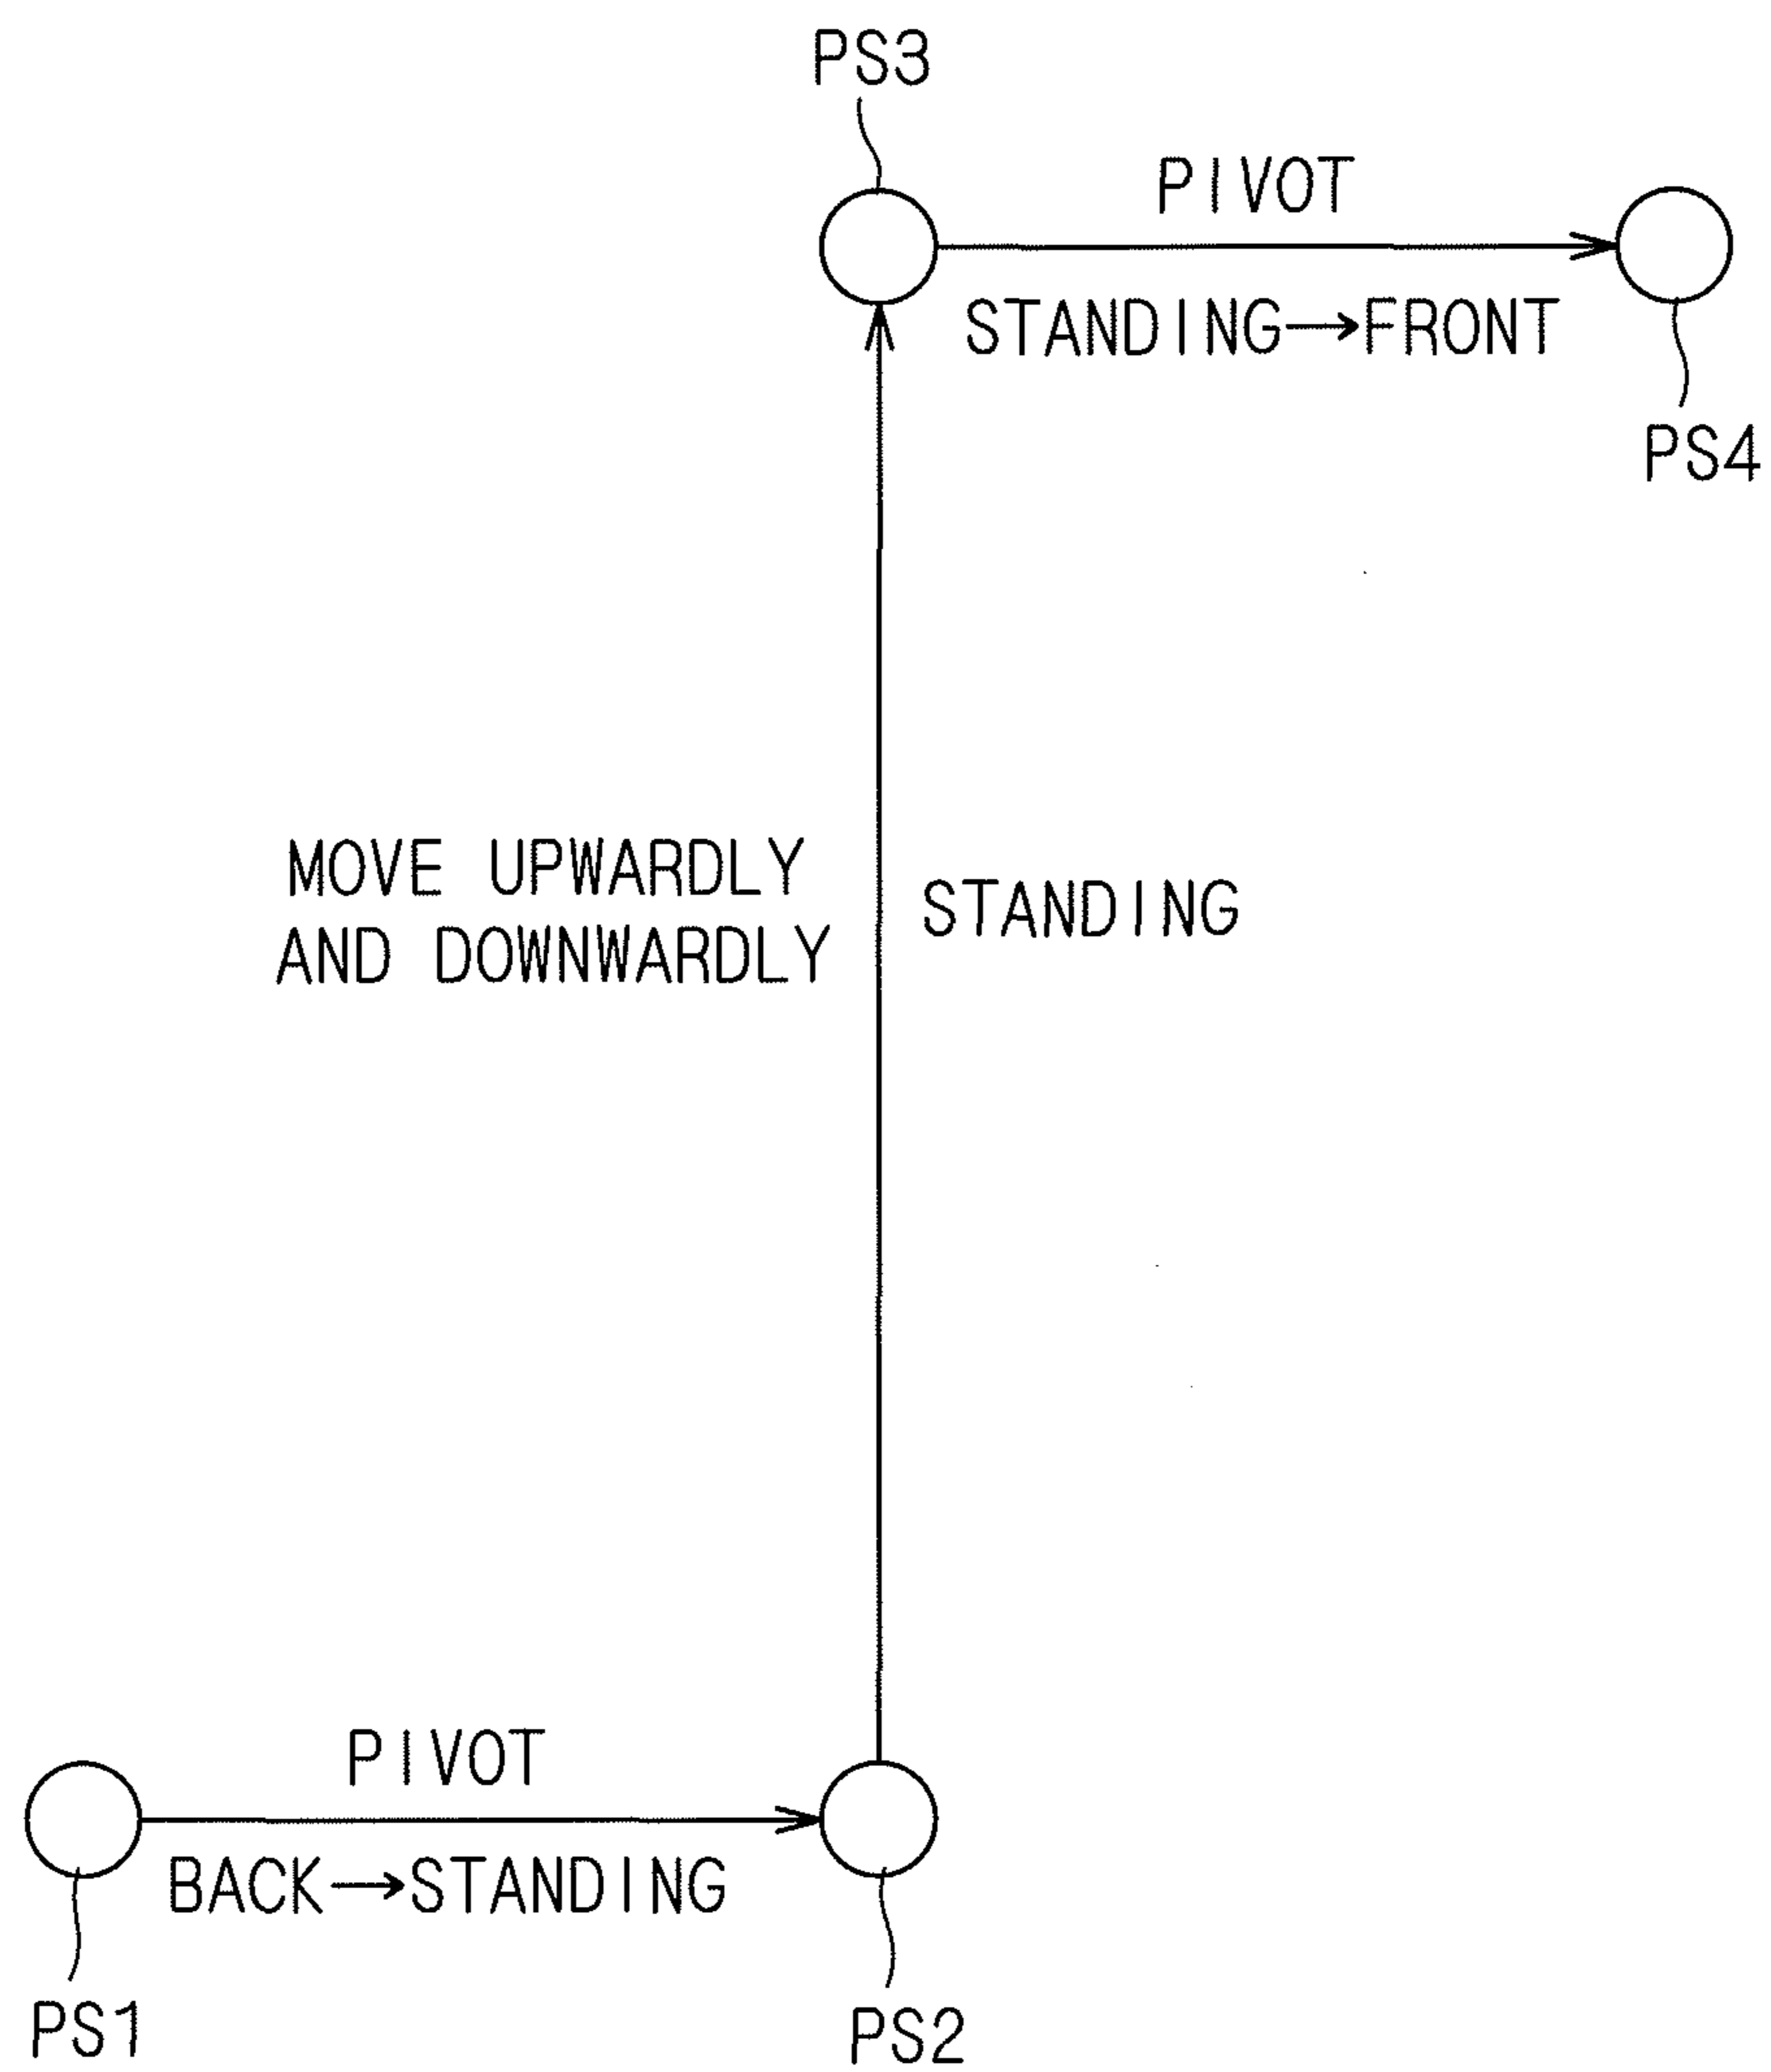 PS3
PIVOT
STANDING→FRONT
PS4
MOVE UPWARDLY
AND DOWNWARDLY
STANDING
PIVOT
BACK→STANDING
PS1
PS2